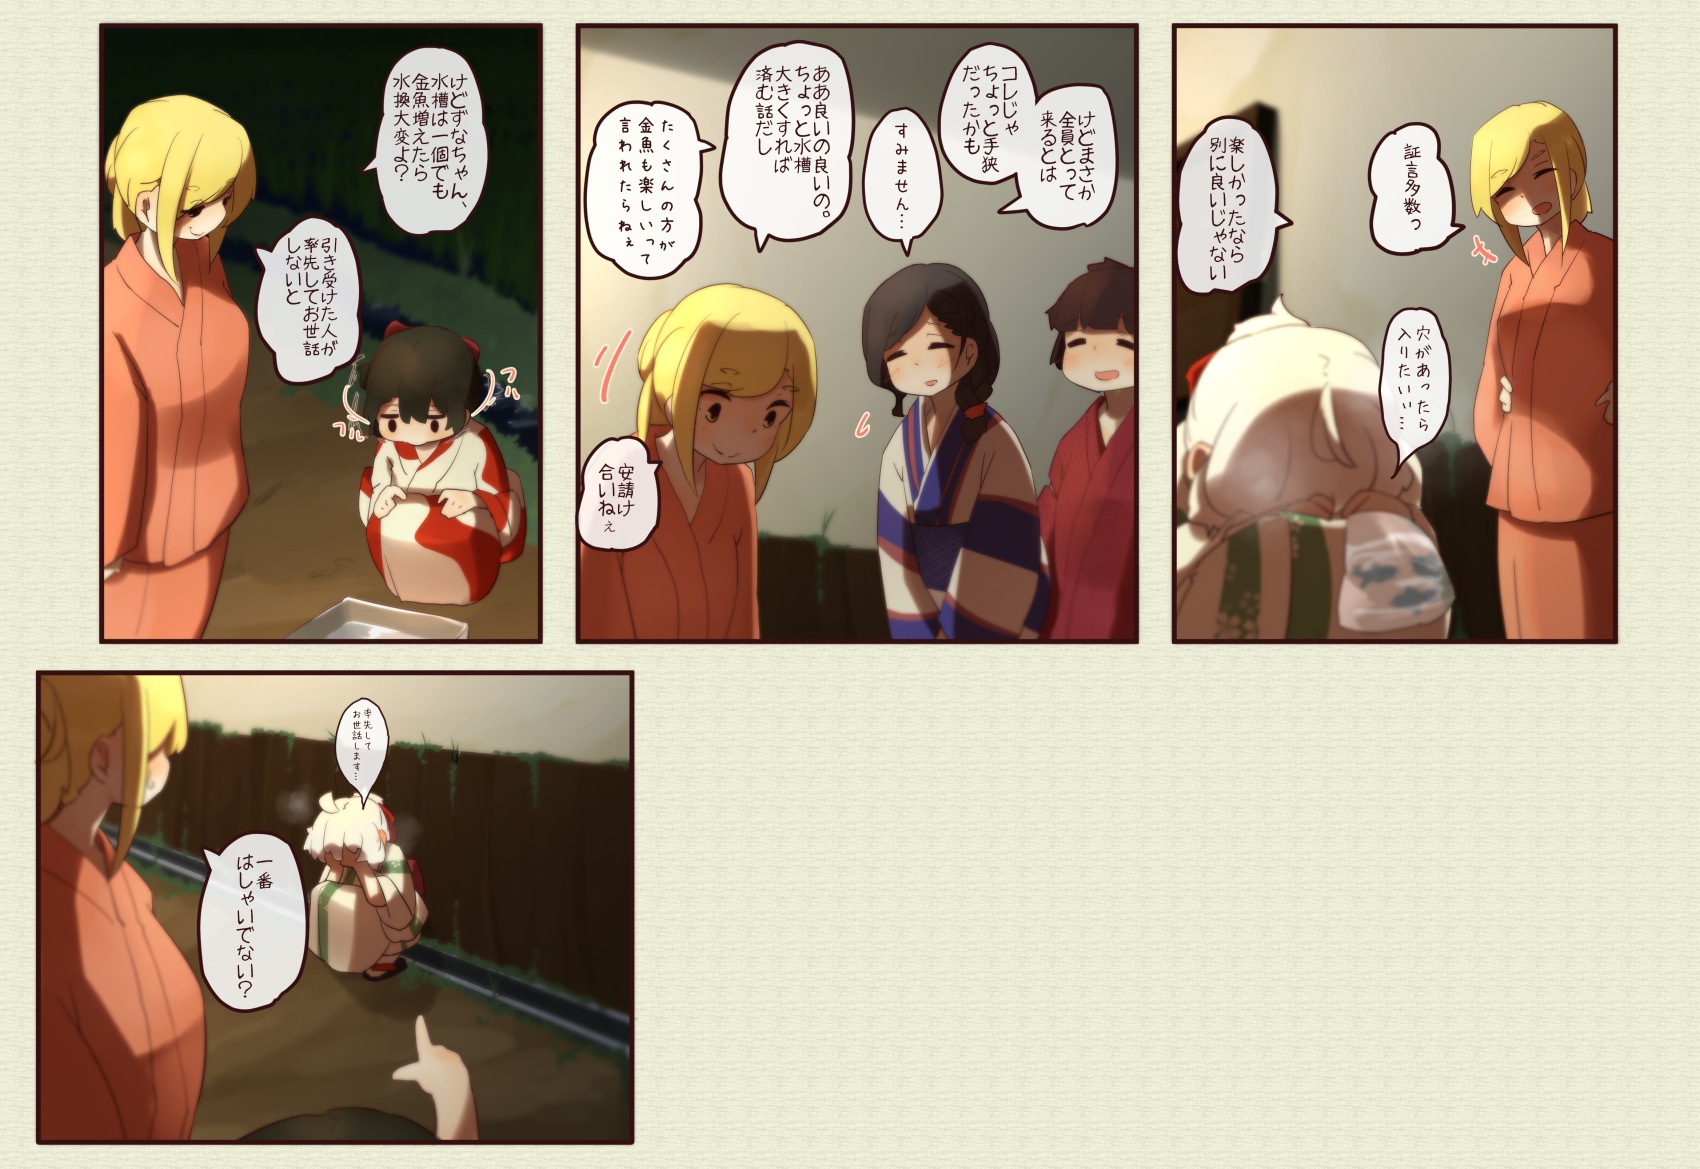 証言多数っ
穴があったら
入りたいぃ…
楽しかったなら
別に良いじゃない
けどまさか
全員とって
来るとは
コレじゃ
ちょっと手狭
だったかも
すみません…
ああ良いの良いの。
ちょっと水槽
大きくすれば
済む話だし
たくさんの方が
金魚も楽しいって
言われたらねぇ
安請け
合いねぇ
けどずなちゃん、
水槽は一個でも
金魚増えたら
水換大変よ?
引き受けた人が
率先してお世話
しないと
フル
フル
率先して
お世話します…
一番
はしゃいでない?